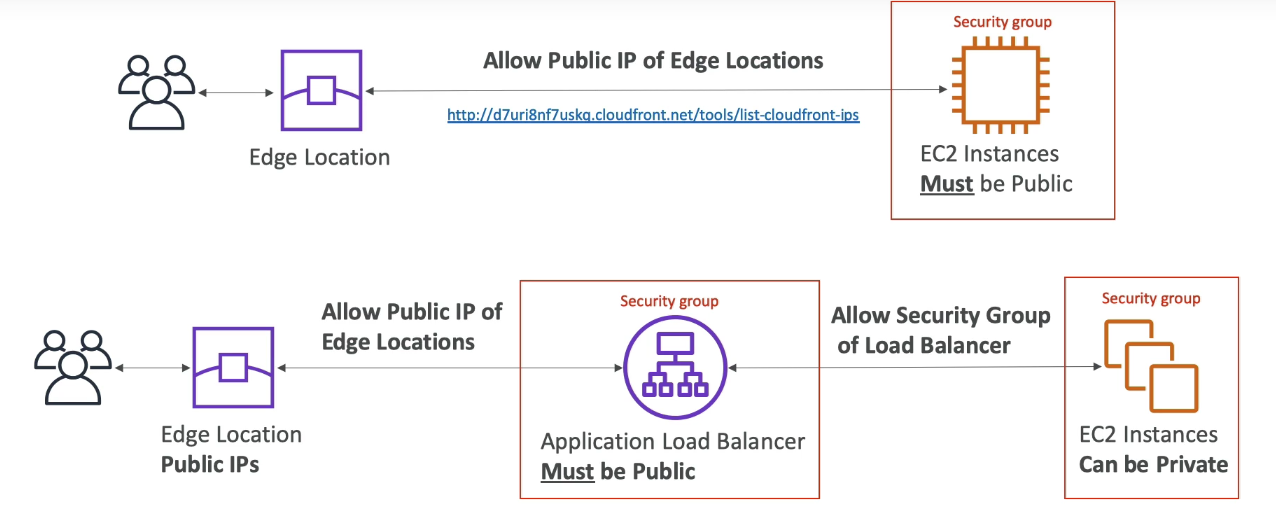 Security group
Allow Public IP of Edge Locations
http://d7uri8nf7uskq.cloudfront.net/tools/list-cloudfront-ips
Edge Location
EC2 Instances
Must be Public
Security group
Security group
Allow Public IP of
Edge Locations
Allow Security Group
of Load Balancer
Edge Location
Public IPs
Application Load Balancer
Must be Public
EC2 Instances
Can be Private